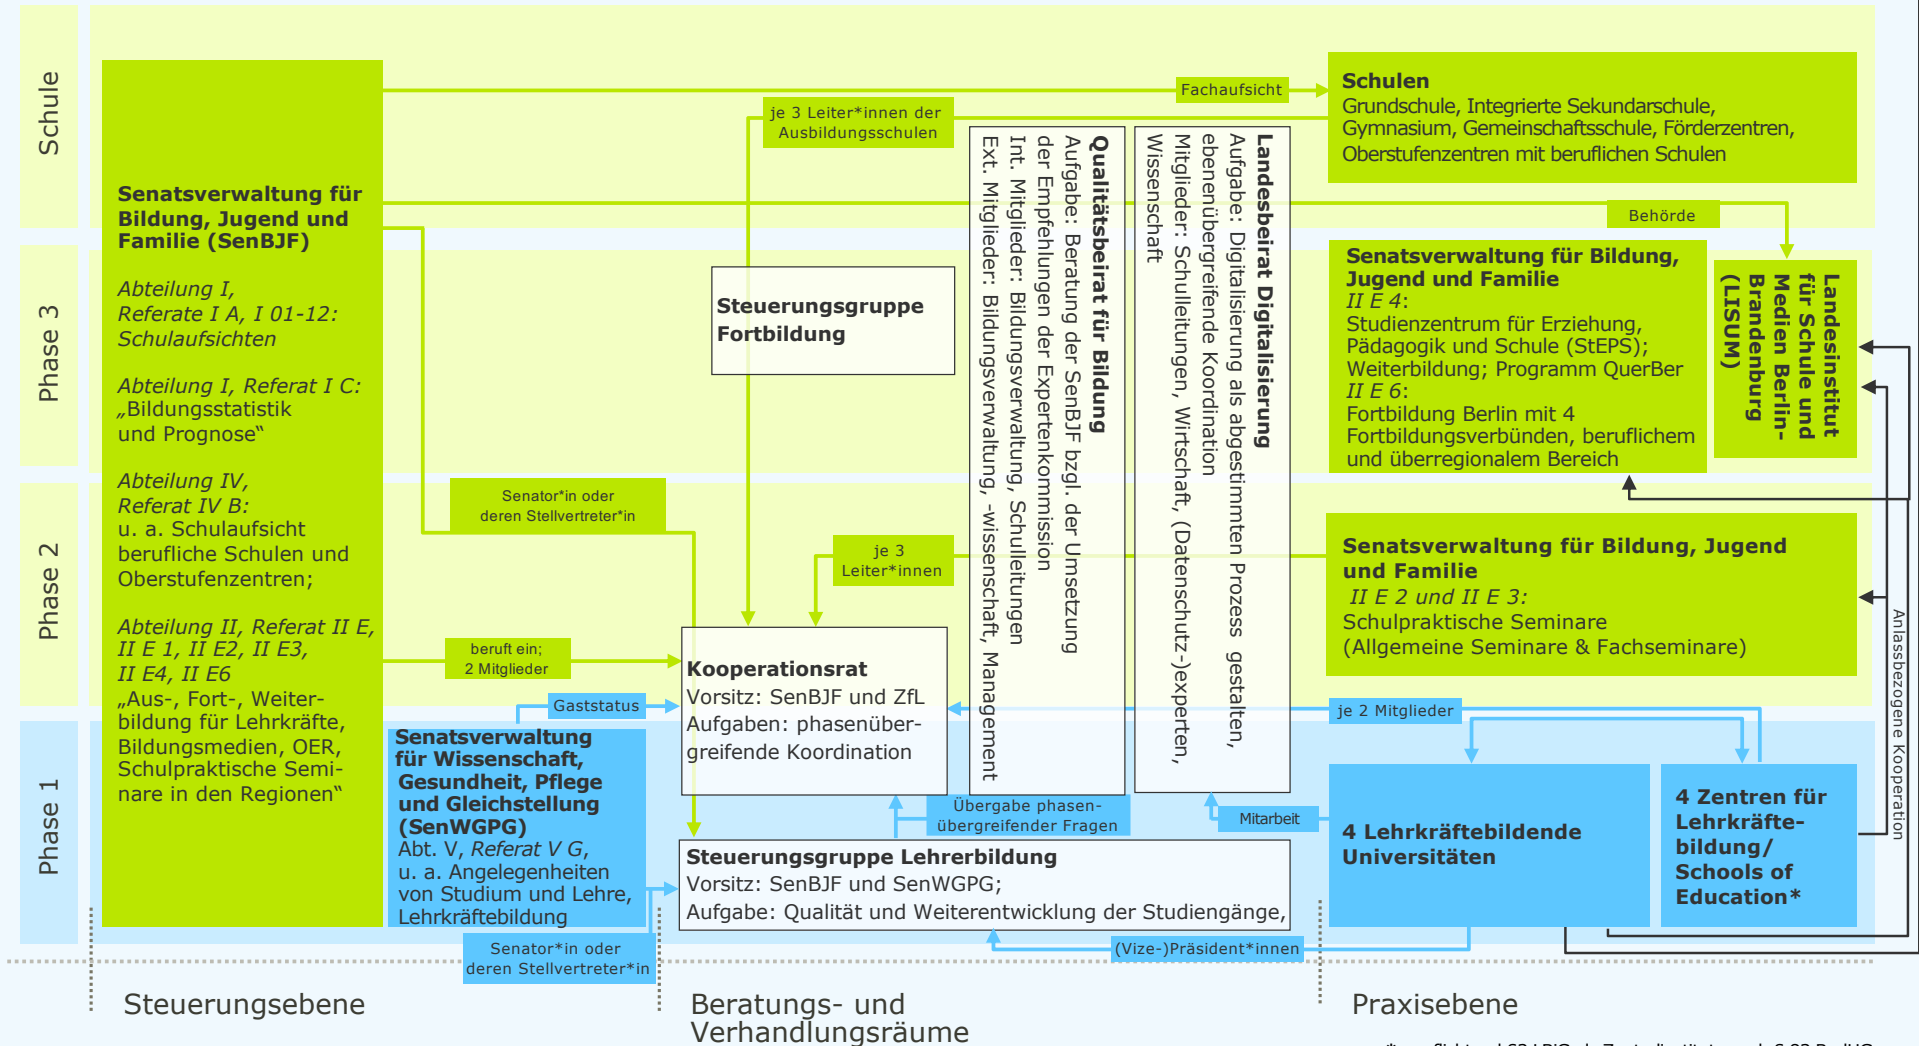 Schule
Phase 3
Phase 2
Phase 1
Senatsverwaltung für
Bildung, Jugend und
Familie (SenBJF)
Abteilung I,
Referate I A, I 01-12:
Schulaufsichten
Abteilung I, Referat I C:
„Bildungsstatistik
und Prognose“
Abteilung IV,
Referat IV B:
u. a. Schulaufsicht
berufliche Schulen und
Oberstufenzentren;
Abteilung II, Referat II E,
II E 1, II E2, II E3,
II E4, II E6
„Aus-, Fort-, Weiter-
bildung für Lehrkräfte,
Bildungsmedien, OER,
Schulpraktische Semi-
nare in den Regionen“
Fachaufsicht
je 3 Leiter*innen der
Ausbildungsschulen
Schulen
Grundschule, Integrierte Sekundarschule,
Gymnasium, Gemeinschaftsschule, Förderzentren,
Oberstufenzentren mit beruflichen Schulen
Behörde
Steuerungsgruppe
Fortbildung
Qualitätsbeirat für Bildung
Aufgabe: Beratung der SenBJF bzgl. der Umsetzung
der Empfehlungen der Expertenkommission
Int. Mitglieder: Bildungsverwaltung, Schulleitungen
Ext. Mitglieder: Bildungsverwaltung, -wissenschaft, Management
Landesbeirat Digitalisierung
Aufgabe: Digitalisierung als abgestimmten Prozess gestalten,
ebenenübergreifende Koordination
Mitglieder: Schulleitungen, Wirtschaft, (Datenschutz-)experten,
Wissenschaft
Senatsverwaltung für Bildung,
Jugend und Familie
II E 4:
Studienzentrum für Erziehung,
Pädagogik und Schule (StEPS);
Weiterbildung; Programm QuerBer
II E 6:
Fortbildung Berlin mit 4
Fortbildungsverbünden, beruflichem
und überregionalem Bereich
Landesinstitut
für Schule und
Medien Berlin-
Brandenburg
(LISUM)
Senator*in oder
deren Stellvertreter*in
je 3
Leiter*innen
Senatsverwaltung für Bildung, Jugend
und Familie
II E 2 und II E 3:
Schulpraktische Seminare
(Allgemeine Seminare & Fachseminare)
Anlassbezogene Kooperation
beruft ein;
2 Mitglieder
Kooperationsrat
Vorsitz: SenBJF und ZfL
Aufgaben: phasenüber-
greifende Koordination
Gaststatus
je 2 Mitglieder
Senatsverwaltung
für Wissenschaft,
Gesundheit, Pflege
und Gleichstellung
(SenWGPG)
Abt. V, Referat V G,
u. a. Angelegenheiten
von Studium und Lehre,
Lehrkräftebildung
Übergabe phasen-
übergreifender Fragen
Mitarbeit
4 Lehrkräftebildende
Universitäten
4 Zentren für
Lehrkräfte-
bildung/
Schools of
Education*
Steuerungsgruppe Lehrerbildung
Vorsitz: SenBJF und SenWGPG;
Aufgabe: Qualität und Weiterentwicklung der Studiengänge,
Senator*in oder
deren Stellvertreter*in
(Vize-)Präsident*innen
Steuerungsebene
Beratungs- und
Verhandlungsräume
Praxisebene